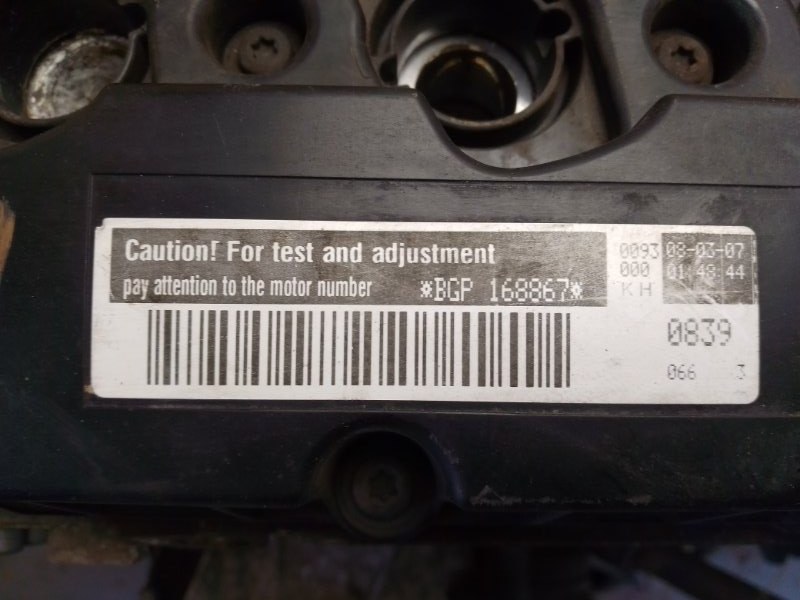 Caution! For test and adjustment
pay attention to the motor number *BGP 168867*
0093 08-03-07
000 01:48:44
KH
0839
066 3